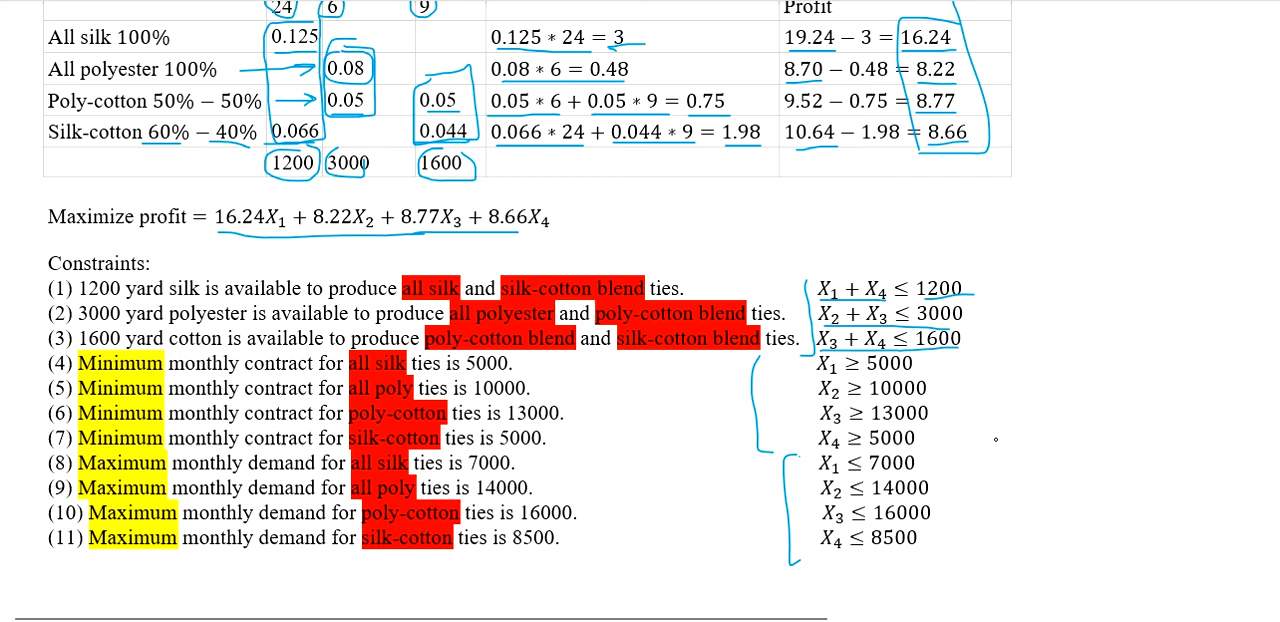 24 6 9 Profit
All silk 100% 0.125 0.125 * 24 = 3 19.24 − 3 = 16.24
All polyester 100% 0.08 0.08 * 6 = 0.48 8.70 − 0.48 = 8.22
Poly-cotton 50% − 50% 0.05 0.05 0.05 * 6 + 0.05 * 9 = 0.75 9.52 − 0.75 = 8.77
Silk-cotton 60% − 40% 0.066 0.044 0.066 * 24 + 0.044 * 9 = 1.98 10.64 − 1.98 = 8.66
1200 3000 1600
Maximize profit = 16.24X₁ + 8.22X₂ + 8.77X₃ + 8.66X₄
Constraints:
(1) 1200 yard silk is available to produce all silk and silk-cotton blend ties. X₁ + X₄ ≤ 1200
(2) 3000 yard polyester is available to produce all polyester and poly-cotton blend ties. X₂ + X₃ ≤ 3000
(3) 1600 yard cotton is available to produce poly-cotton blend and silk-cotton blend ties. X₃ + X₄ ≤ 1600
(4) Minimum monthly contract for all silk ties is 5000. X₁ ≥ 5000
(5) Minimum monthly contract for all poly ties is 10000. X₂ ≥ 10000
(6) Minimum monthly contract for poly-cotton ties is 13000. X₃ ≥ 13000
(7) Minimum monthly contract for silk-cotton ties is 5000. X₄ ≥ 5000
(8) Maximum monthly demand for all silk ties is 7000. X₁ ≤ 7000
(9) Maximum monthly demand for all poly ties is 14000. X₂ ≤ 14000
(10) Maximum monthly demand for poly-cotton ties is 16000. X₃ ≤ 16000
(11) Maximum monthly demand for silk-cotton ties is 8500. X₄ ≤ 8500